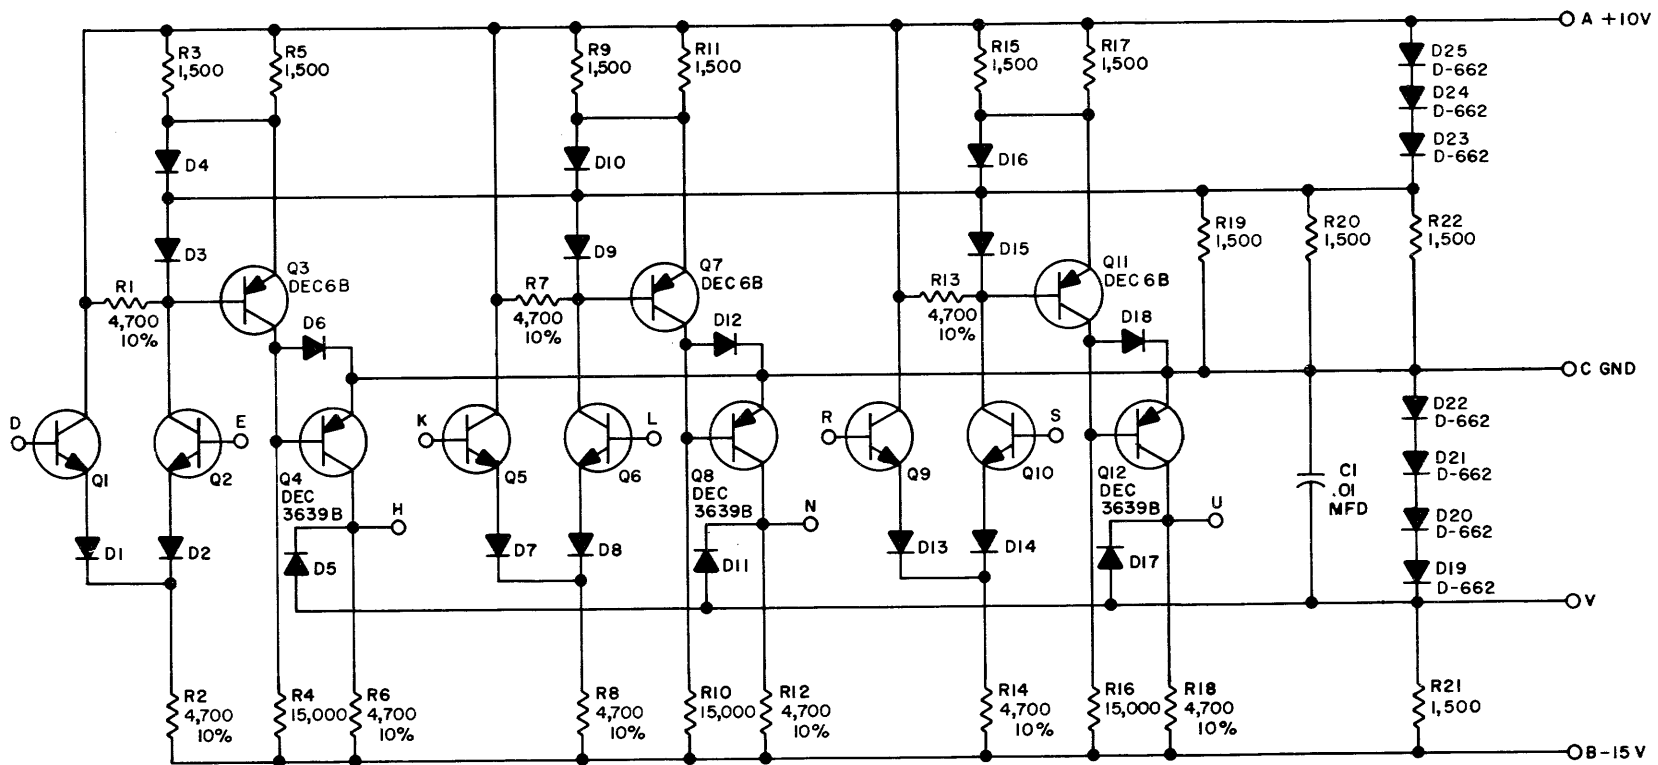 A +10V
R3
1,500
R5
1,500
R9
1,500
R11
1,500
R15
1,500
R17
1,500
D25
D-662
D24
D-662
D23
D-662
D4
D10
D16
D3
D9
D15
R19
1,500
R20
1,500
R22
1,500
Q3
DEC6B
Q7
DEC 6B
Q11
DEC 6B
R1
4,700
10%
R7
4,700
10%
R13
4,700
10%
D6
D12
D18
C GND
D
E
K
L
R
S
Q1
Q2
Q4
DEC
3639B
Q5
Q6
Q8
DEC
3639B
Q9
Q10
Q12
DEC
3639B
D22
D-662
D21
D-662
D20
D-662
D19
D-662
C1
.01
MFD
H
N
U
D1
D2
D5
D7
D8
D11
D13
D14
D17
V
R2
4,700
10%
R4
15,000
R6
4,700
10%
R8
4,700
10%
R10
15,000
R12
4,700
10%
R14
4,700
10%
R16
15,000
R18
4,700
10%
R21
1,500
B-15V